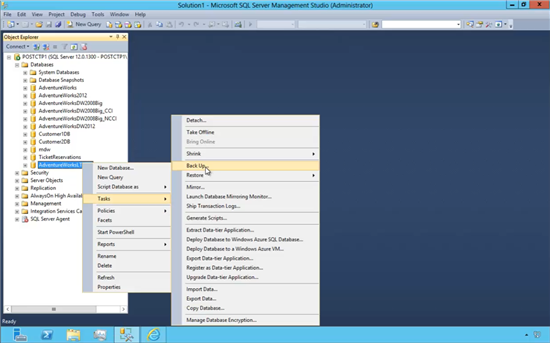 Solution1 - Microsoft SQL Server Management Studio (Administrator)
File Edit View Debug Tools Window Help
New Query
Object Explorer
Connect
POSTCTP1 (SQL Server 12.0.1300 - POSTCTP1\
Databases
System Databases
Database Snapshots
AdventureWorks
AdventureWorks2012
AdventureWorksDW2008Big
AdventureWorksDW2008Big_CCI
AdventureWorksDW2008Big_NCCI
AdventureWorksDW2012
Customer1DB
Customer2DB
mdw
TicketReservations
AdventureWorksLT
Security
Server Objects
Replication
AlwaysOn High Availa
Management
Integration Services Ca
SQL Server Agent
New Database...
New Query
Script Database as
Tasks
Policies
Facets
Start PowerShell
Reports
Rename
Delete
Refresh
Properties
Detach...
Take Offline
Bring Online
Shrink
Back Up...
Restore
Mirror...
Launch Database Mirroring Monitor...
Ship Transaction Logs...
Generate Scripts...
Extract Data-tier Application...
Deploy Database to Windows Azure SQL Database...
Deploy Database to a Windows Azure VM...
Export Data-tier Application...
Register as Data-tier Application...
Upgrade Data-tier Application...
Import Data...
Export Data...
Copy Database...
Manage Database Encryption...
Ready